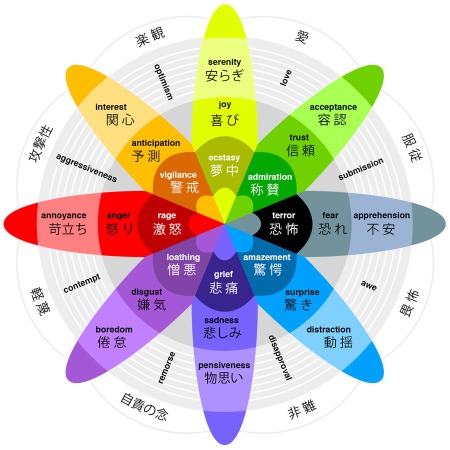 楽観
愛
optimism
love
serenity
安らぎ
interest
関心
acceptance
容認
joy
喜び
anticipation
予測
trust
信頼
攻撃性
服従
aggressiveness
submission
ecstasy
夢中
vigilance
警戒
admiration
称賛
annoyance
苛立ち
anger
怒り
rage
激怒
terror
恐怖
fear
恐れ
apprehension
不安
loathing
憎悪
amazement
驚愕
grief
悲痛
contempt
awe
軽蔑
畏怖
disgust
嫌気
surprise
驚き
sadness
悲しみ
boredom
倦怠
distraction
動揺
pensiveness
物思い
remorse
disapproval
自責の念
非難